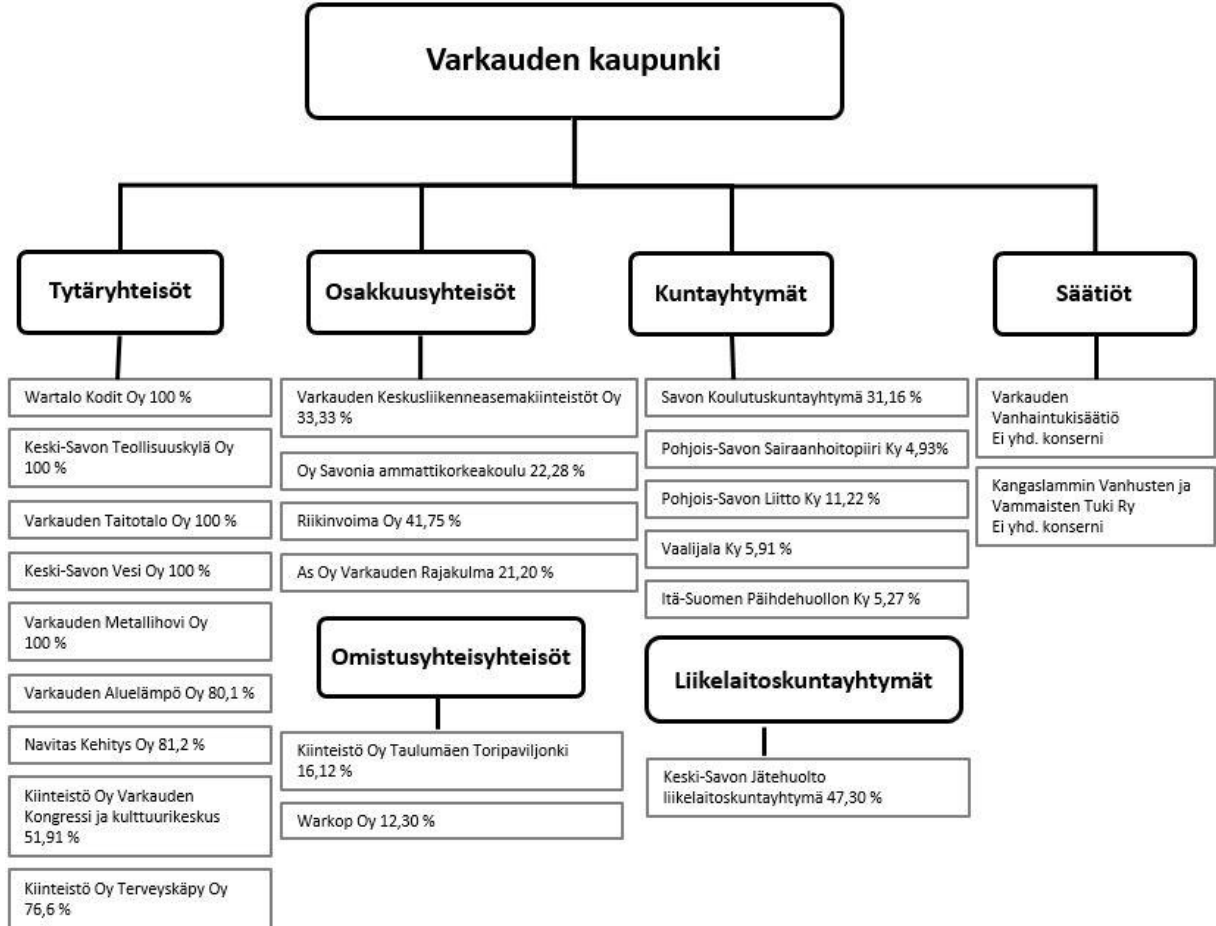 Varkauden kaupunki
Tytäryhteisöt
Wartalo Kodit Oy 100 %
Keski-Savon Teollisuuskylä Oy
100 %
Varkauden Taitotalo Oy 100 %
Keski-Savon Vesi Oy 100 %
Varkauden Metallihovi Oy
100 %
Varkauden Aluelämpö Oy 80,1 %
Navitas Kehitys Oy 81,2 %
Kiinteistö Oy Varkauden
Kongressi ja kulttuurikeskus
51,91 %
Kiinteistö Oy Terveyskäpy Oy
76,6 %
Osakkuusyhteisöt
Varkauden Keskusliikenneasemakiinteistöt Oy
33,33 %
Oy Savonia ammattikorkeakoulu 22,28 %
Riikinvoima Oy 41,75 %
As Oy Varkauden Rajakulma 21,20 %
Omistusyhteisyhteisöt
Kiinteistö Oy Taulumäen Toripaviljonki
16,12 %
Warkop Oy 12,30 %
Kuntayhtymät
Savon Koulutuskuntayhtymä 31,16 %
Pohjois-Savon Sairaanhoitopiiri Ky 4,93%
Pohjois-Savon Liitto Ky 11,22 %
Vaalijala Ky 5,91 %
Itä-Suomen Päihdehuollon Ky 5,27 %
Liikelaitoskuntayhtymät
Keski-Savon Jätehuolto
liikelaitoskuntayhtymä 47,30 %
Säätiöt
Varkauden
Vanhaintukisäätiö
Ei yhd. konserni
Kangaslammin Vanhusten ja
Vammaisten Tuki Ry
Ei yhd. konserni